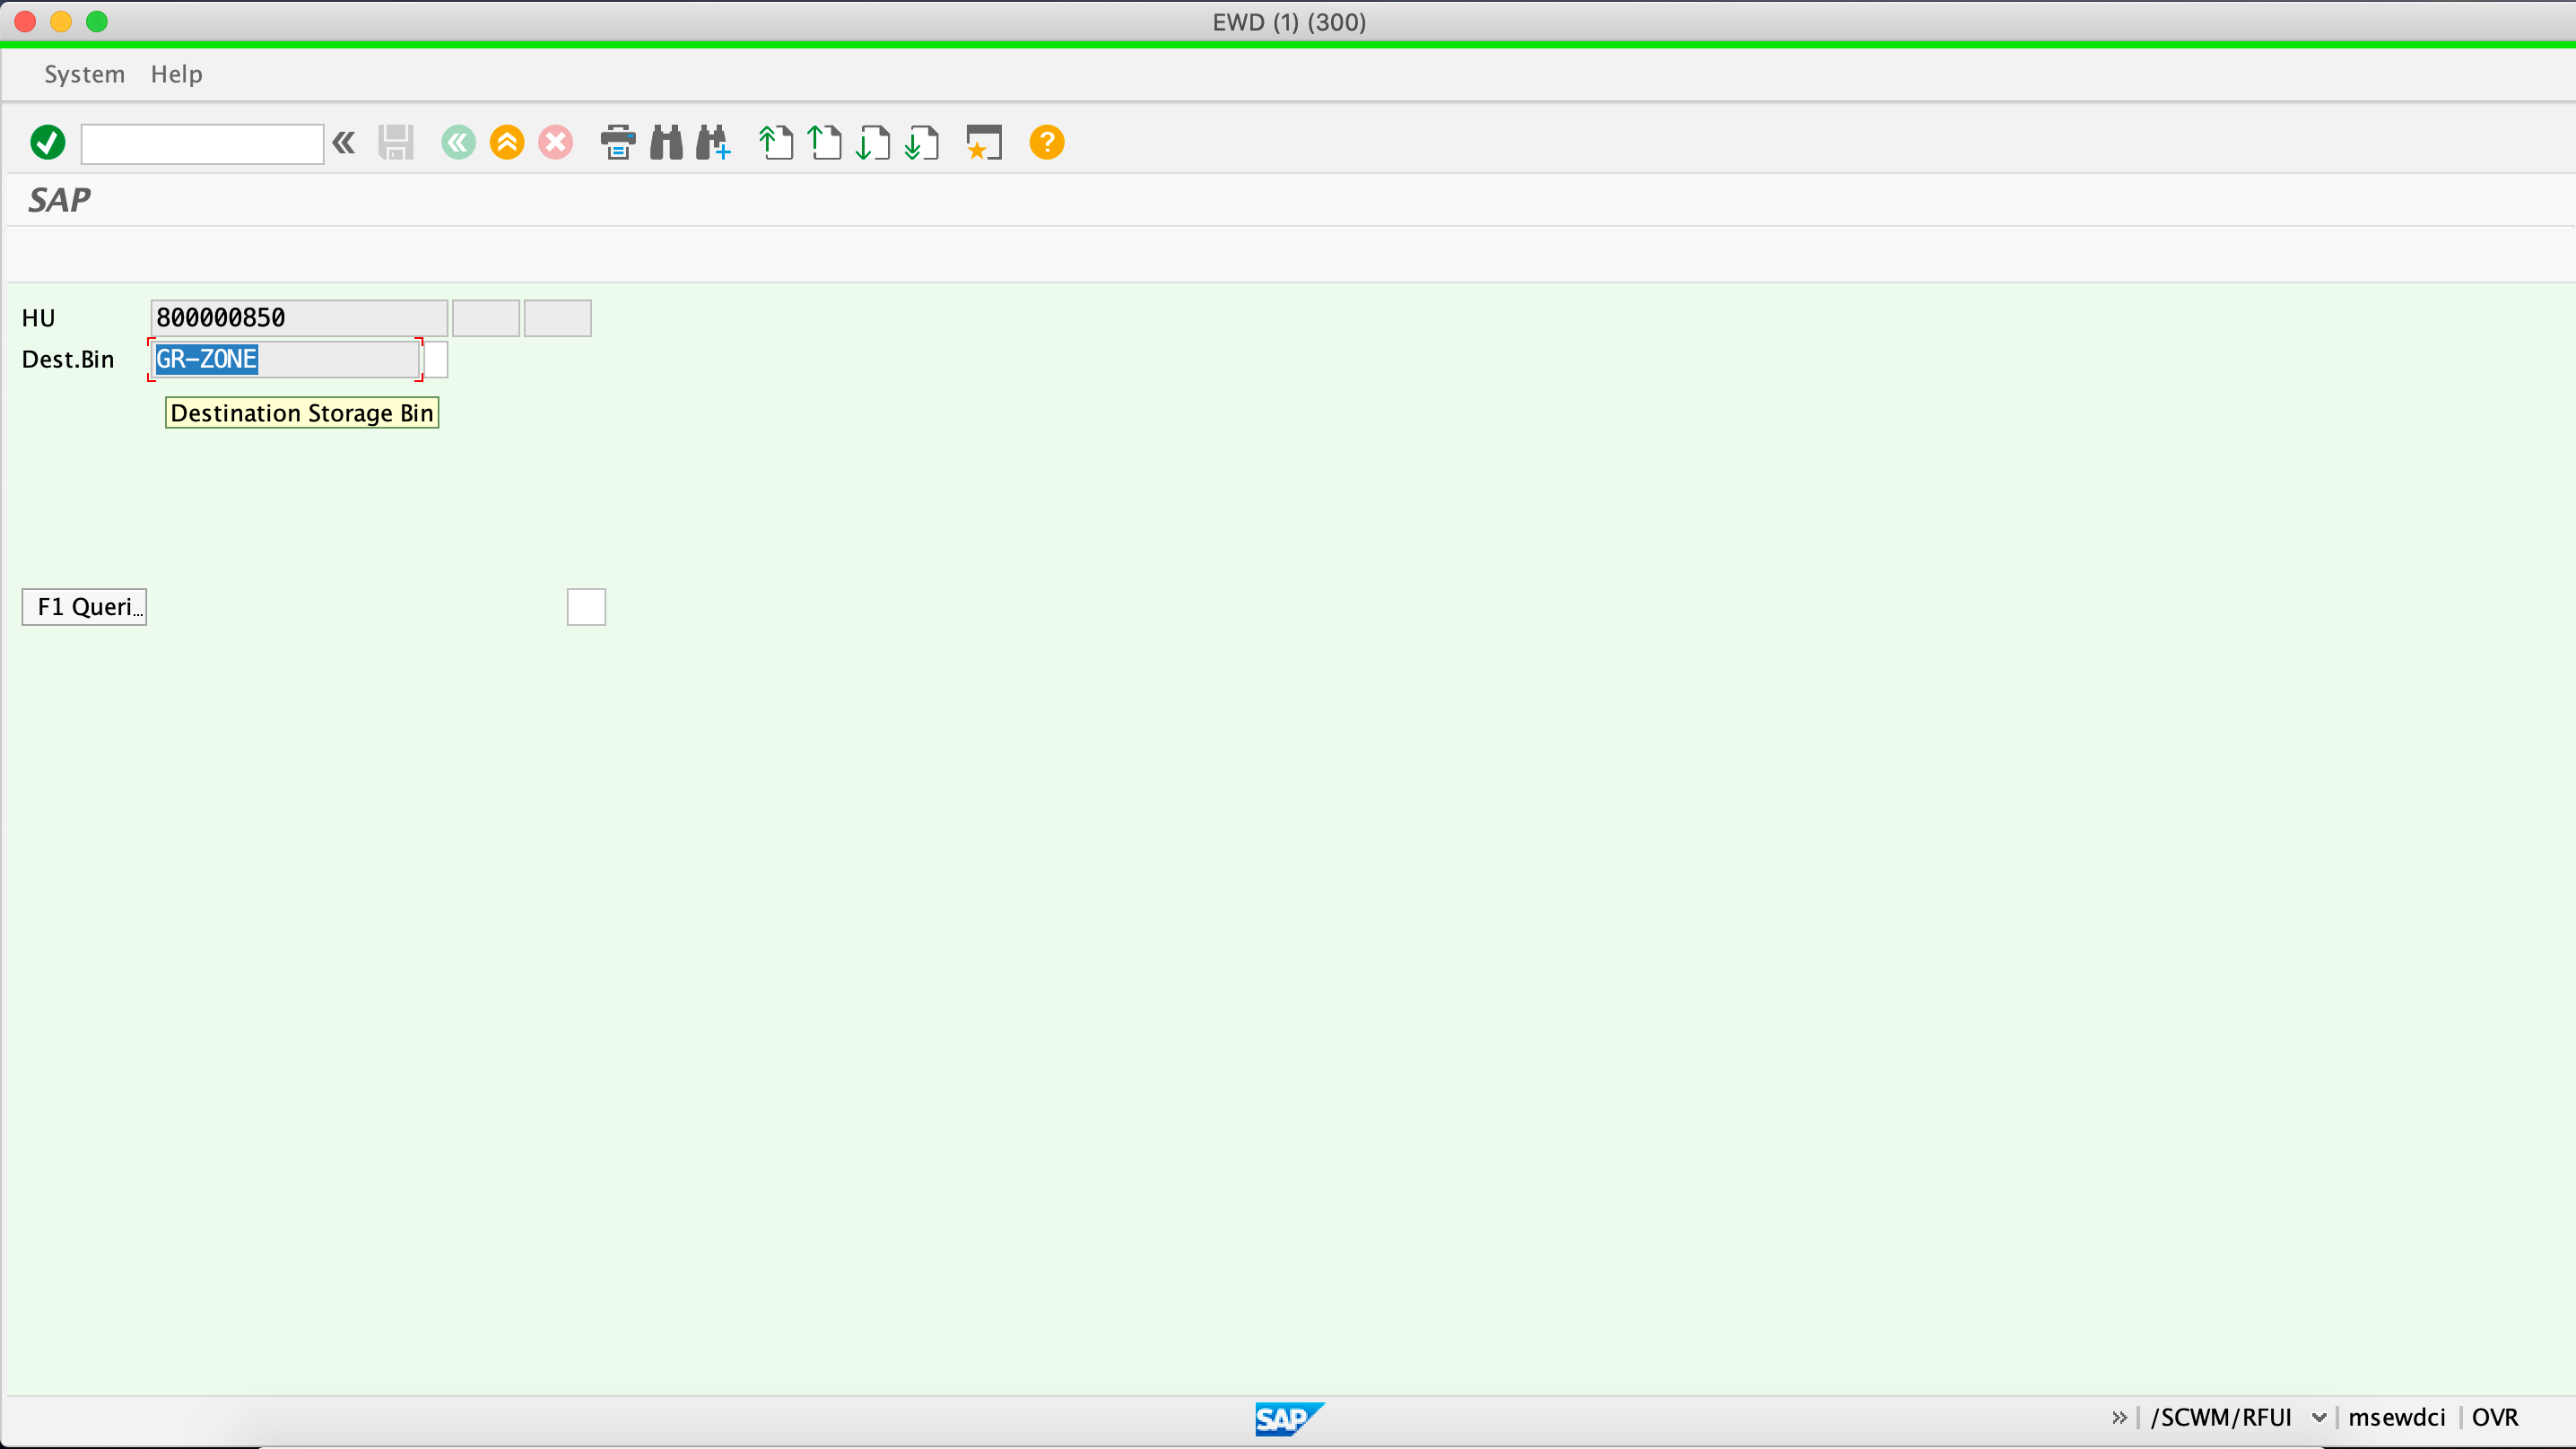 EWD (1) (300)
System Help
SAP
HU 800000850
Dest.Bin GR-ZONE
Destination Storage Bin
F1 Queri...
SAP /SCWM/RFUI msewdci OVR